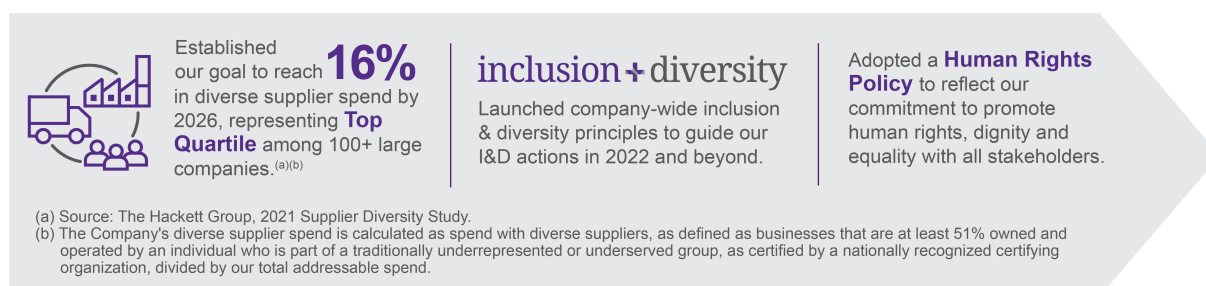 Established
our goal to reach 16%
in diverse supplier spend by
2026, representing Top
Quartile among 100+ large
companies.(a)(b)
inclusion+diversity
Launched company-wide inclusion
& diversity principles to guide our
I&D actions in 2022 and beyond.
Adopted a Human Rights
Policy to reflect our
commitment to promote
human rights, dignity and
equality with all stakeholders.
(a) Source: The Hackett Group, 2021 Supplier Diversity Study.
(b) The Company's diverse supplier spend is calculated as spend with diverse suppliers, as defined as businesses that are at least 51% owned and
operated by an individual who is part of a traditionally underrepresented or underserved group, as certified by a nationally recognized certifying
organization, divided by our total addressable spend.